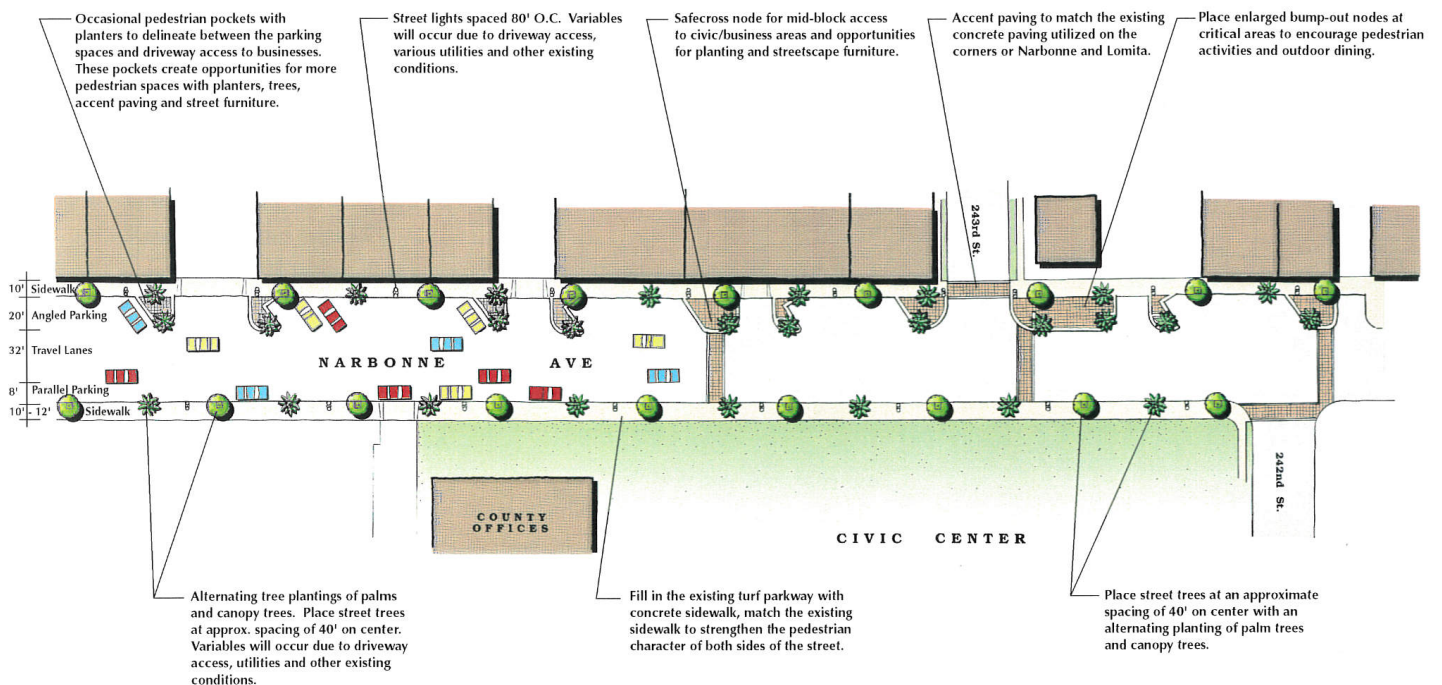 Occasional pedestrian pockets with
planters to delineate between the parking
spaces and driveway access to businesses.
These pockets create opportunities for more
pedestrian spaces with planters, trees,
accent paving and street furniture.
Street lights spaced 80' O.C. Variables
will occur due to driveway access,
various utilities and other existing
conditions.
Safecross node for mid-block access
to civic/business areas and opportunities
for planting and streetscape furniture.
Accent paving to match the existing
concrete paving utilized on the
corners or Narbonne and Lomita.
Place enlarged bump-out nodes at
critical areas to encourage pedestrian
activities and outdoor dining.
243rd St.
10' Sidewalk
20' Angled Parking
32' Travel Lanes
NARBONNE AVE
8' Parallel Parking
10' - 12' Sidewalk
242nd St.
COUNTY
OFFICES
CIVIC CENTER
Alternating tree plantings of palms
and canopy trees. Place street trees
at approx. spacing of 40' on center.
Variables will occur due to driveway
access, utilities and other existing
conditions.
Fill in the existing turf parkway with
concrete sidewalk, match the existing
sidewalk to strengthen the pedestrian
character of both sides of the street.
Place street trees at an approximate
spacing of 40' on center with an
alternating planting of palm trees
and canopy trees.